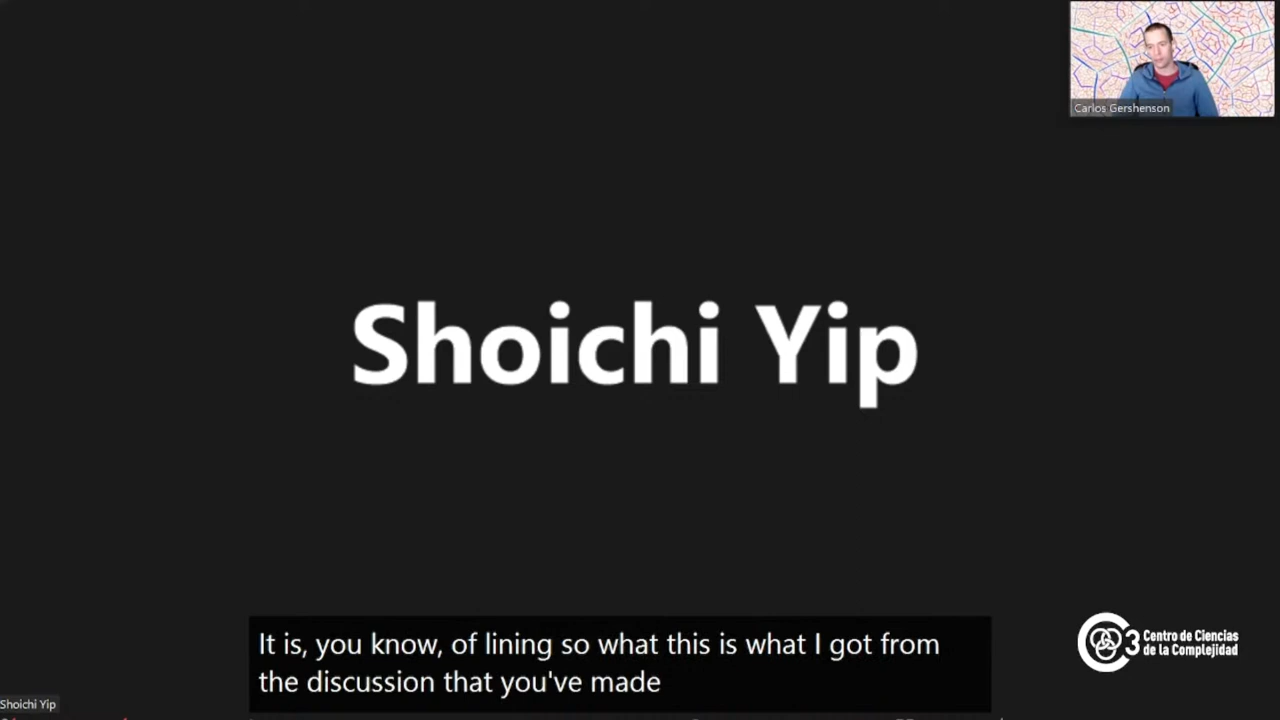 Carlos Gershenson
Shoichi Yip
It is, you know, of lining so what this is what I got from
the discussion that you've made
3 Centro de Ciencias
de la Complejidad
Shoichi Yip